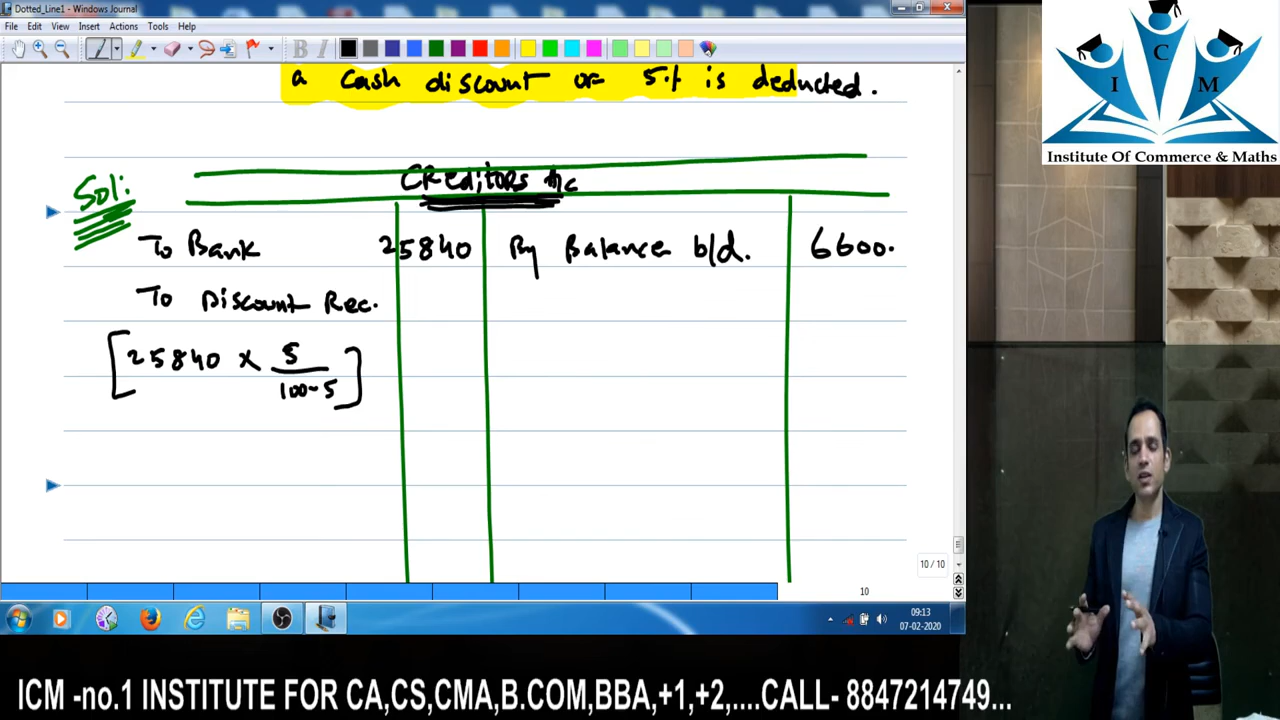 Dotted_Line1 - Windows Journal
File Edit View Insert Actions Tools Help
B I
a cash discount of 5% is deducted.
Sol:
CReditors A/c
To Bank 25840 By Balance b/d. 6600.
To Discount Rec.
[25840 × 5/100-5]
10 / 10
10
09:13
07-02-2020
I C M
Institute Of Commerce & Maths
ICM -no.1 INSTITUTE FOR CA,CS,CMA,B.COM,BBA,+1,+2,....CALL- 8847214749...